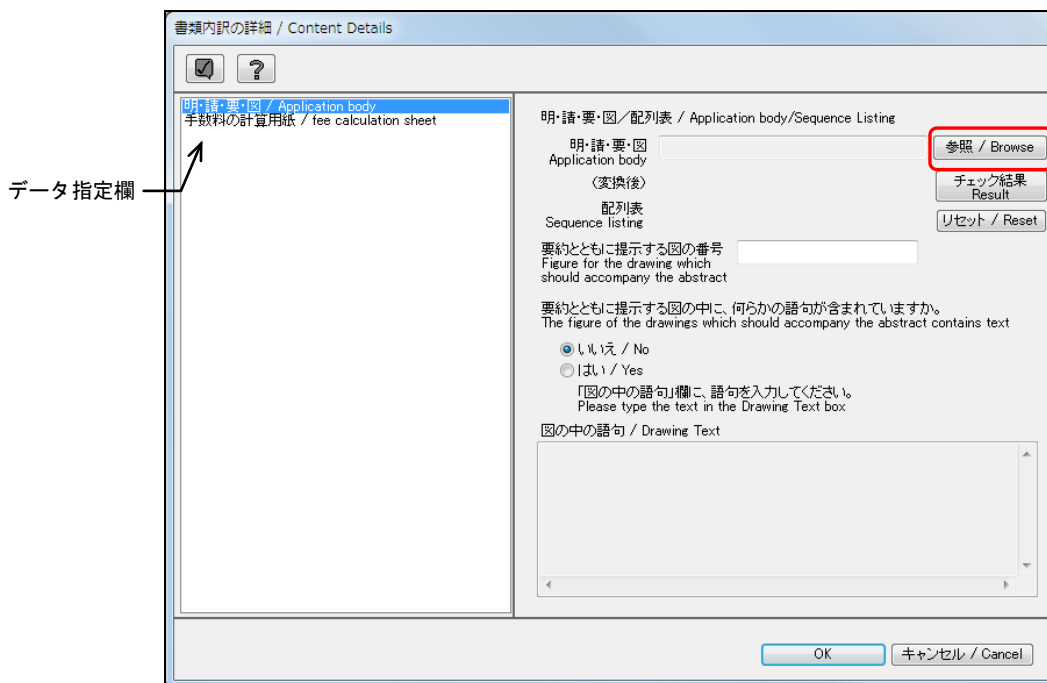 書類内訳の詳細 / Content Details
?
明・請・要・図 / Application body
手数料の計算用紙 / fee calculation sheet
データ指定欄
明・請・要・図／配列表 / Application body/Sequence Listing
明・請・要・図
Application body
参照 / Browse
（変換後）
チェック結果
Result
配列表
Sequence listing
リセット / Reset
要約とともに提示する図の番号
Figure for the drawing which
should accompany the abstract
要約とともに提示する図の中に、何らかの語句が含まれていますか。
The figure of the drawings which should accompany the abstract contains text
いいえ / No
はい / Yes
「図の中の語句」欄に、語句を入力してください。
Please type the text in the Drawing Text box
図の中の語句 / Drawing Text
OK
キャンセル / Cancel